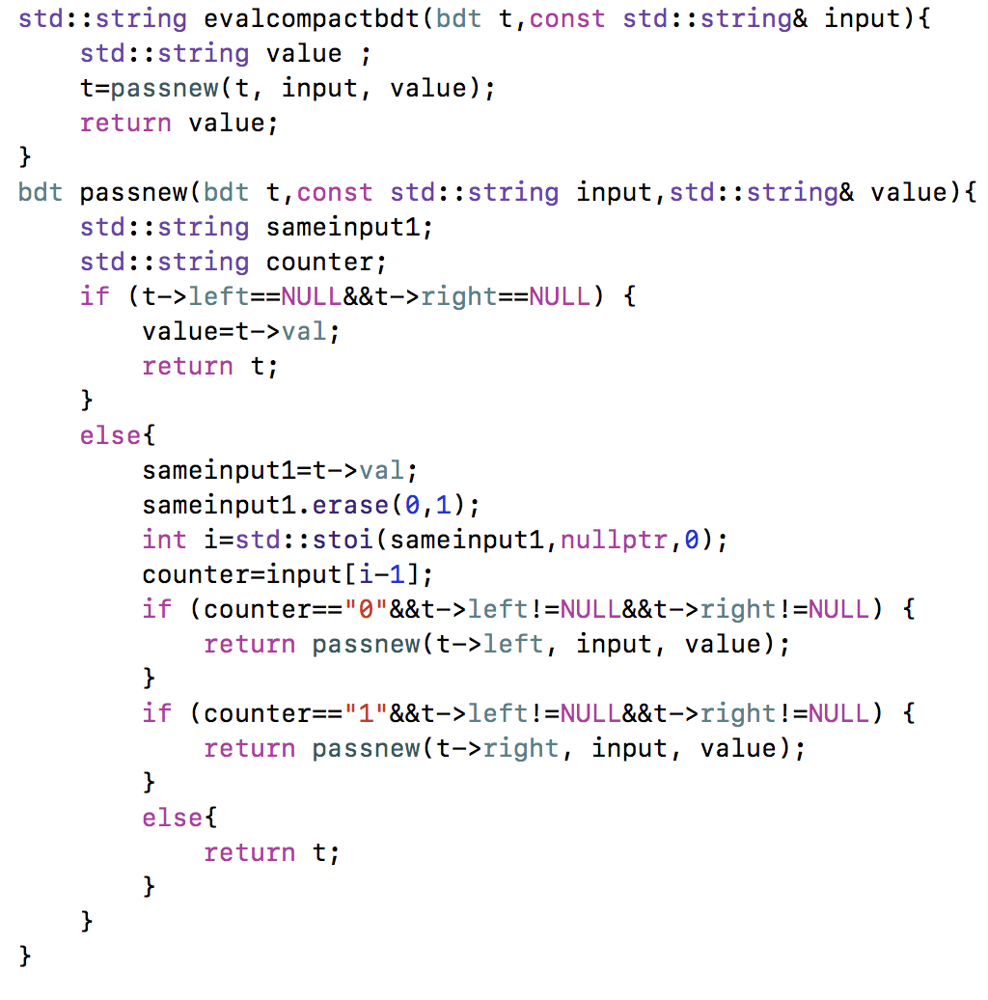 std::string evalcompactbdt(bdt t,const std::string& input){
    std::string value ;
    t=passnew(t, input, value);
    return value;
}
bdt passnew(bdt t,const std::string input,std::string& value){
    std::string sameinput1;
    std::string counter;
    if (t->left==NULL&&t->right==NULL) {
        value=t->val;
        return t;
    }
    else{
        sameinput1=t->val;
        sameinput1.erase(0,1);
        int i=std::stoi(sameinput1,nullptr,0);
        counter=input[i-1];
        if (counter=="0"&&t->left!=NULL&&t->right!=NULL) {
            return passnew(t->left, input, value);
        }
        if (counter=="1"&&t->left!=NULL&&t->right!=NULL) {
            return passnew(t->right, input, value);
        }
        else{
            return t;
        }
    }
}